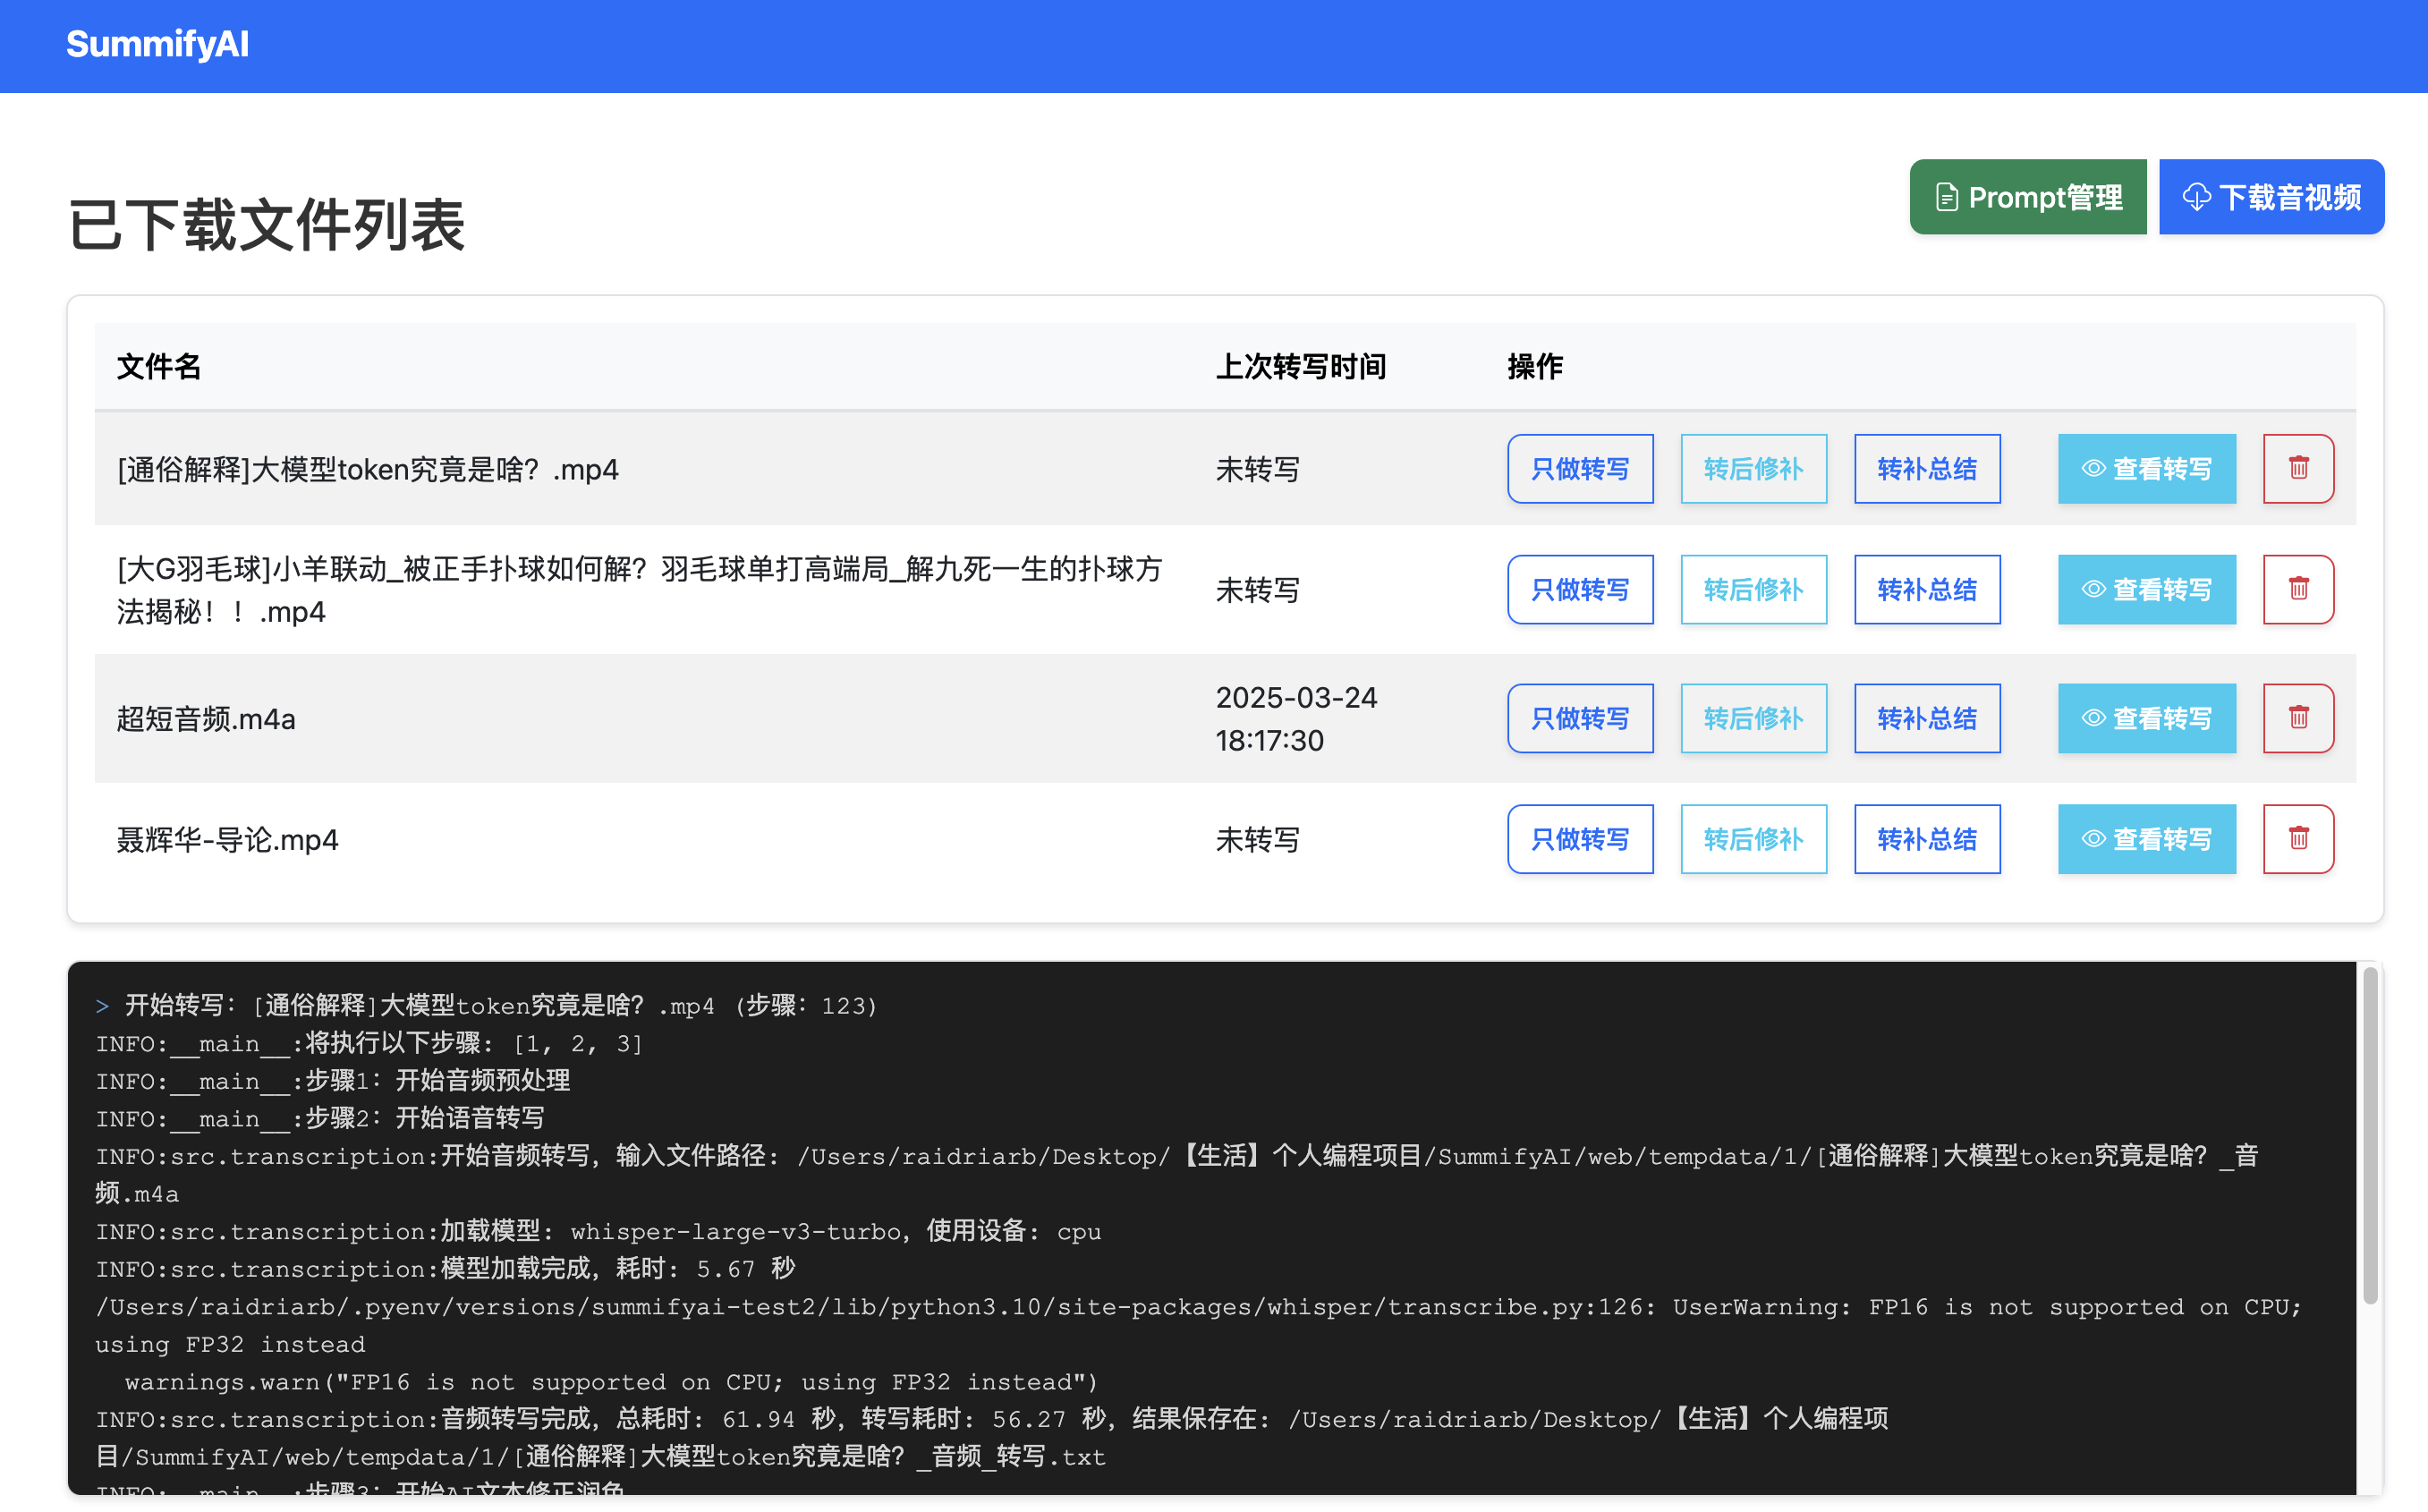 SummifyAI
已下载文件列表
Prompt管理
下载音视频
文件名 上次转写时间 操作
[通俗解释]大模型token究竟是啥？.mp4 未转写 只做转写 转后修补 转补总结 查看转写
[大G羽毛球]小羊联动_被正手扑球如何解？羽毛球单打高端局_解九死一生的扑球方
法揭秘！！.mp4 未转写 只做转写 转后修补 转补总结 查看转写
超短音频.m4a 2025-03-24
18:17:30 只做转写 转后修补 转补总结 查看转写
聂辉华-导论.mp4 未转写 只做转写 转后修补 转补总结 查看转写
> 开始转写：[通俗解释]大模型token究竟是啥？.mp4 (步骤：123)
INFO:__main__:将执行以下步骤: [1, 2, 3]
INFO:__main__:步骤1：开始音频预处理
INFO:__main__:步骤2：开始语音转写
INFO:src.transcription:开始音频转写，输入文件路径: /Users/raidriarb/Desktop/【生活】个人编程项目/SummifyAI/web/tempdata/1/[通俗解释]大模型token究竟是啥？_音
频.m4a
INFO:src.transcription:加载模型: whisper-large-v3-turbo，使用设备: cpu
INFO:src.transcription:模型加载完成，耗时: 5.67 秒
/Users/raidriarb/.pyenv/versions/summifyai-test2/lib/python3.10/site-packages/whisper/transcribe.py:126: UserWarning: FP16 is not supported on CPU;
using FP32 instead
warnings.warn("FP16 is not supported on CPU; using FP32 instead")
INFO:src.transcription:音频转写完成，总耗时: 61.94 秒，转写耗时: 56.27 秒，结果保存在: /Users/raidriarb/Desktop/【生活】个人编程项
目/SummifyAI/web/tempdata/1/[通俗解释]大模型token究竟是啥？_音频_转写.txt
INFO:__main__:步骤3：开始AI文本修正润色